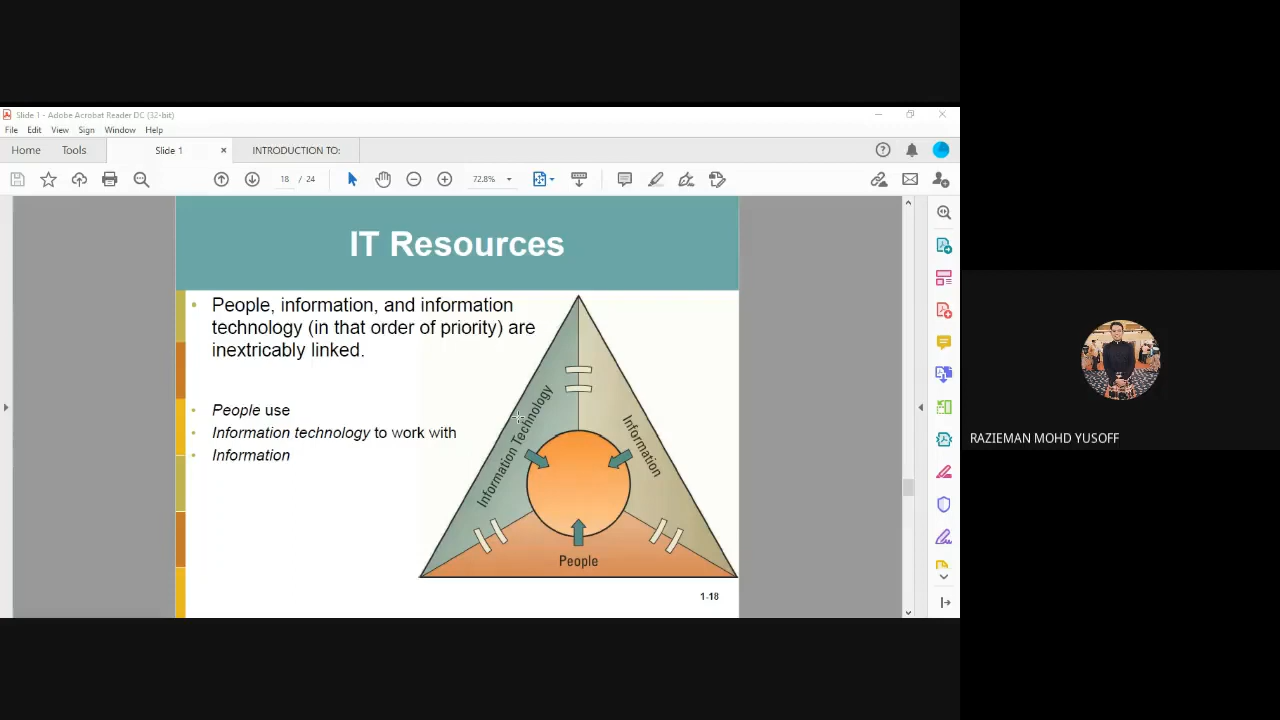 Slide 1 - Adobe Acrobat Reader DC (32-bit)
File Edit View Sign Window Help
Home Tools Slide 1 × INTRODUCTION TO:
18 / 24 72.8%
IT Resources
• People, information, and information
technology (in that order of priority) are
inextricably linked.
• People use
• Information technology to work with
• Information
Information Technology
Information
People
1-18
RAZIEMAN MOHD YUSOFF